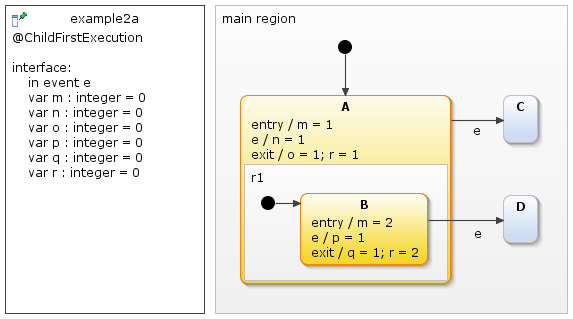 example2a
@ChildFirstExecution
interface:
in event e
var m : integer = 0
var n : integer = 0
var o : integer = 0
var p : integer = 0
var q : integer = 0
var r : integer = 0
main region
A
entry / m = 1
e / n = 1
exit / o = 1; r = 1
r1
B
entry / m = 2
e / p = 1
exit / q = 1; r = 2
e
C
e
D